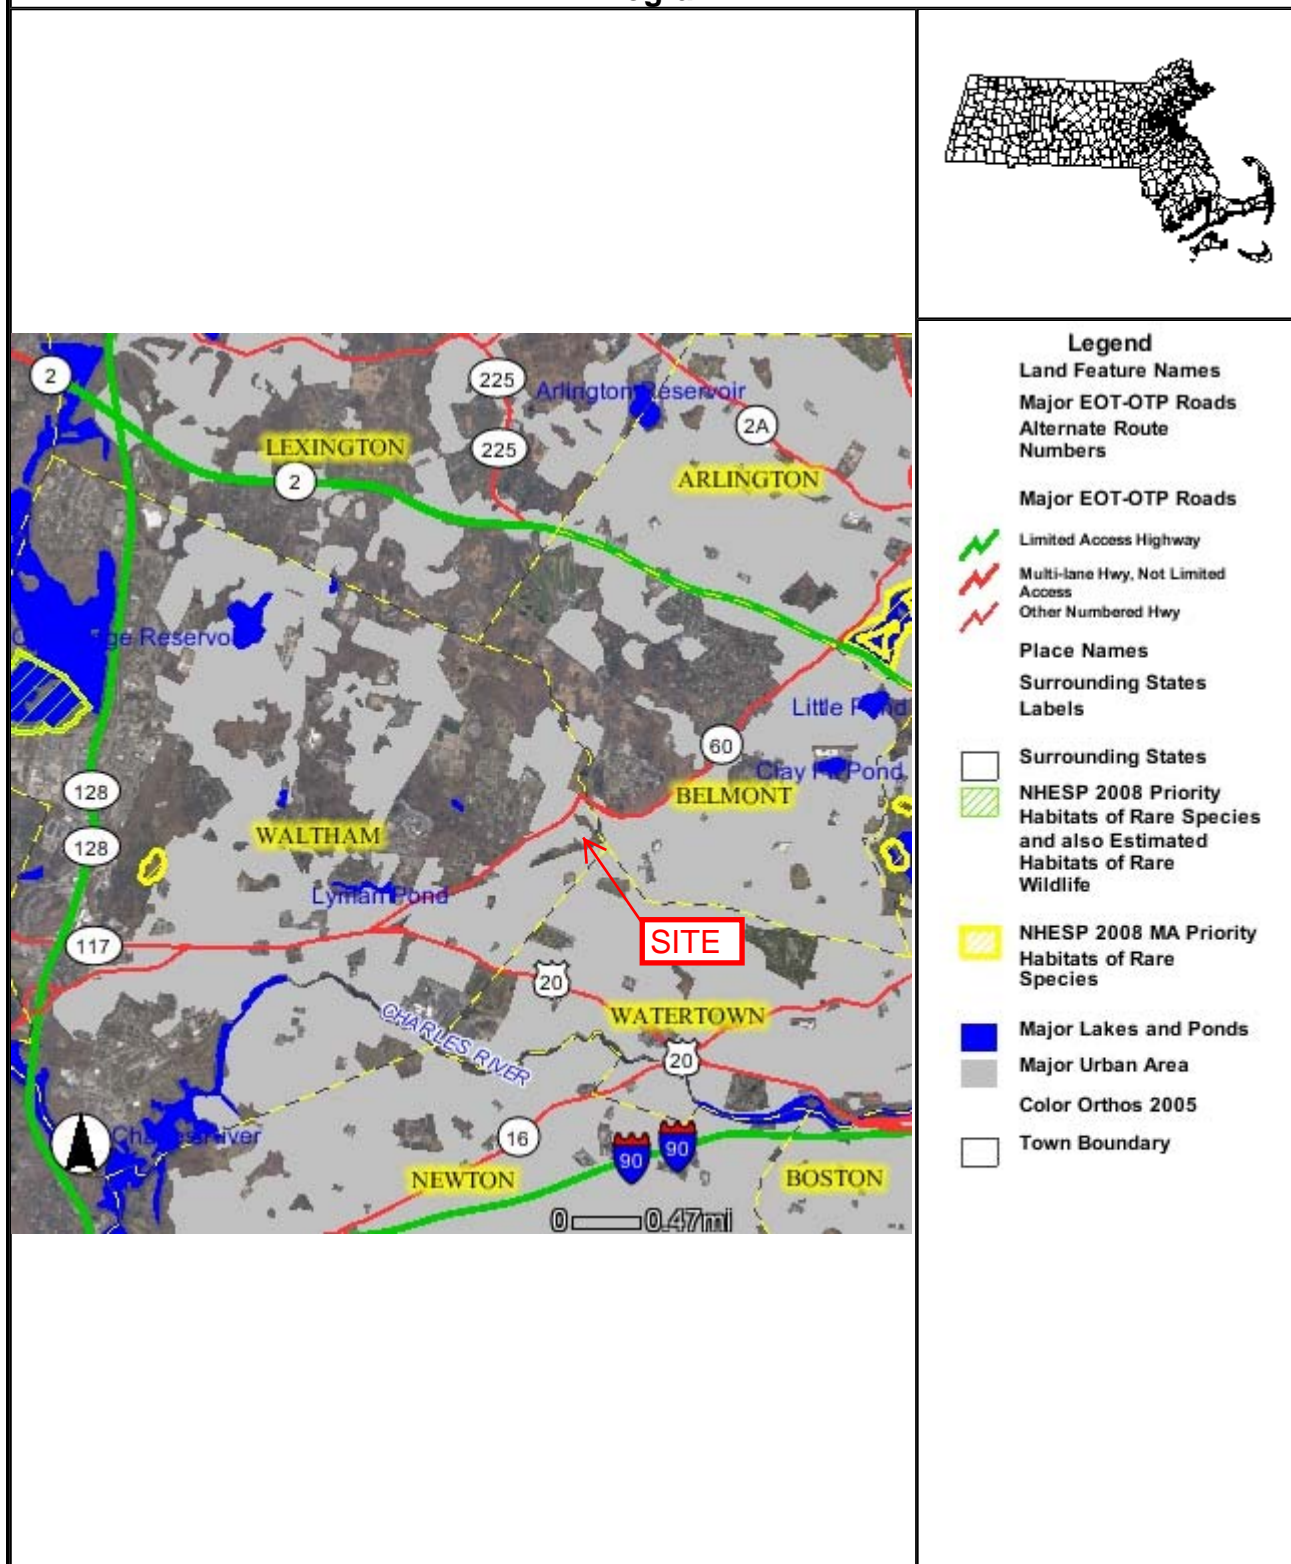 2
225
Arlington Reservoir
2A
LEXINGTON
225
2
ARLINGTON
ge Reservo
Little Pond
60
Clay Pit Pond
BELMONT
128
WALTHAM
128
Lyman Pond
SITE
117
20
CHARLES RIVER
WATERTOWN
20
Charles River
16
90
90
NEWTON
BOSTON
0
0.47mi
Legend
Land Feature Names
Major EOT-OTP Roads
Alternate Route
Numbers
Major EOT-OTP Roads
Limited Access Highway
Multi-lane Hwy, Not Limited
Access
Other Numbered Hwy
Place Names
Surrounding States
Labels
Surrounding States
NHESP 2008 Priority
Habitats of Rare Species
and also Estimated
Habitats of Rare
Wildlife
NHESP 2008 MA Priority
Habitats of Rare
Species
Major Lakes and Ponds
Major Urban Area
Color Orthos 2005
Town Boundary